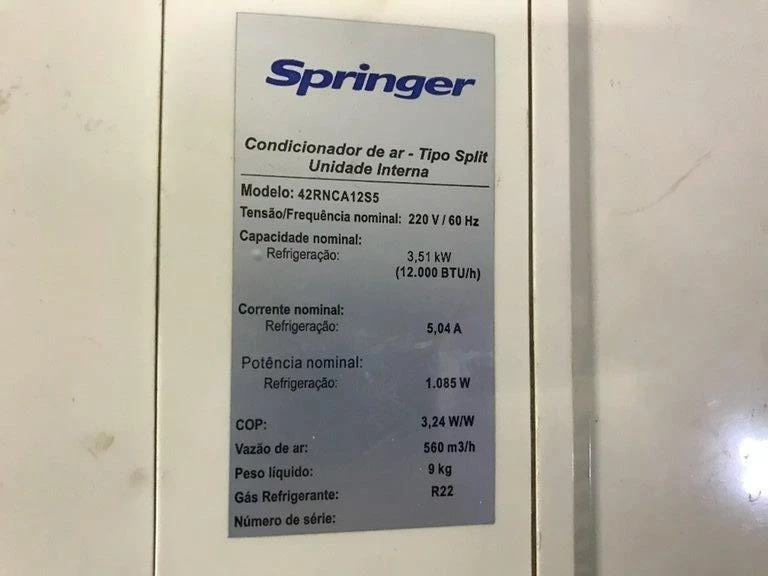 Springer
Condicionador de ar - Tipo Split
Unidade Interna
Modelo: 42RNCA12S5
Tensão/Frequência nominal: 220 V / 60 Hz
Capacidade nominal:
Refrigeração: 3,51 kW
(12.000 BTU/h)
Corrente nominal:
Refrigeração: 5,04 A
Potência nominal:
Refrigeração: 1.085 W
COP: 3,24 W/W
Vazão de ar: 560 m3/h
Peso líquido: 9 kg
Gás Refrigerante: R22
Número de série: